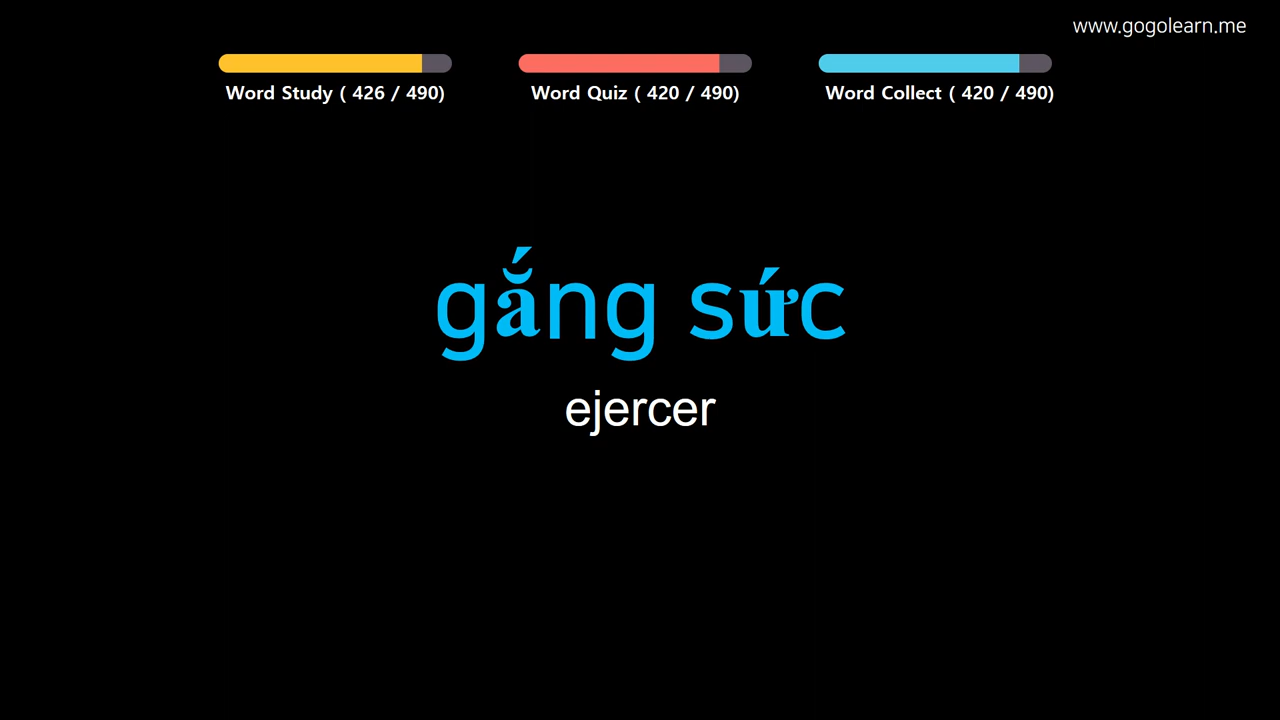 www.gogolearn.me
Word Study ( 426 / 490)
Word Quiz ( 420 / 490)
Word Collect ( 420 / 490)
gắng sức
ejercer